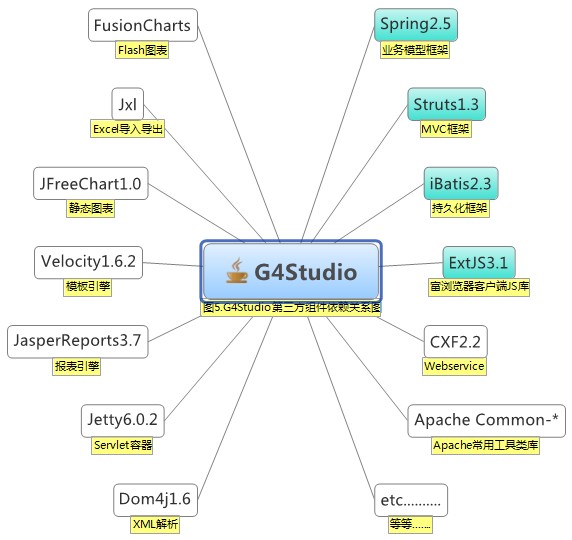 FusionCharts
Flash图表
Spring2.5
业务模型框架
Jxl
Excel导入导出
Struts1.3
MVC框架
JFreeChart1.0
静态图表
iBatis2.3
持久化框架
Velocity1.6.2
模板引擎
G4Studio
图5.G4Studio第三方组件依赖关系图
ExtJS3.1
富浏览器客户端JS库
JasperReports3.7
报表引擎
CXF2.2
Webservice
Jetty6.0.2
Servlet容器
Apache Common-*
Apache常用工具类库
Dom4j1.6
XML解析
etc..........
等等......